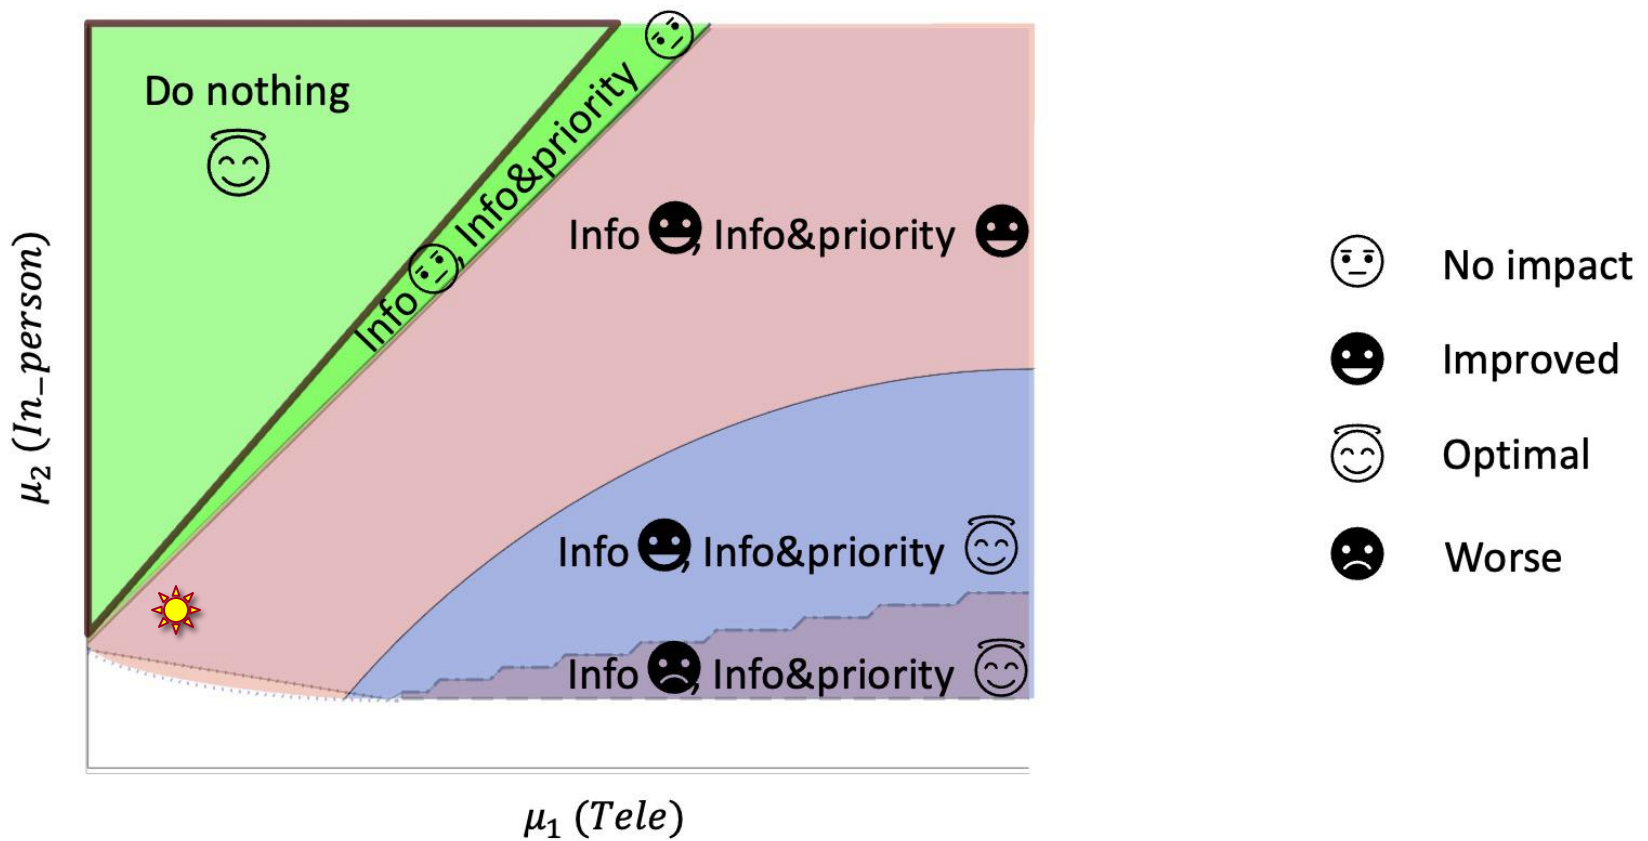 Do nothing
Info , Info&priority
Info , Info&priority
Info , Info&priority
Info , Info&priority
μ₂ (In_person)
μ₁ (Tele)
No impact
Improved
Optimal
Worse